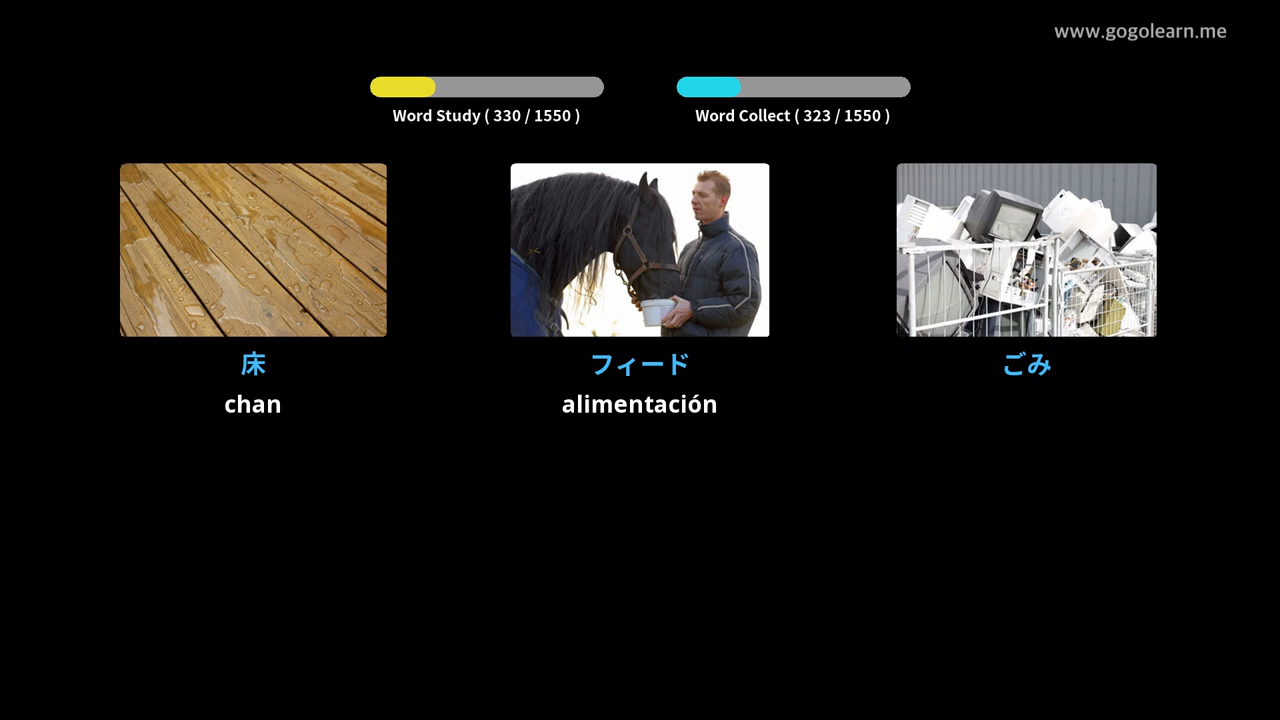 www.gogolearn.me
Word Study ( 330 / 1550 )
Word Collect ( 323 / 1550 )
床
フィード
ごみ
chan
alimentación